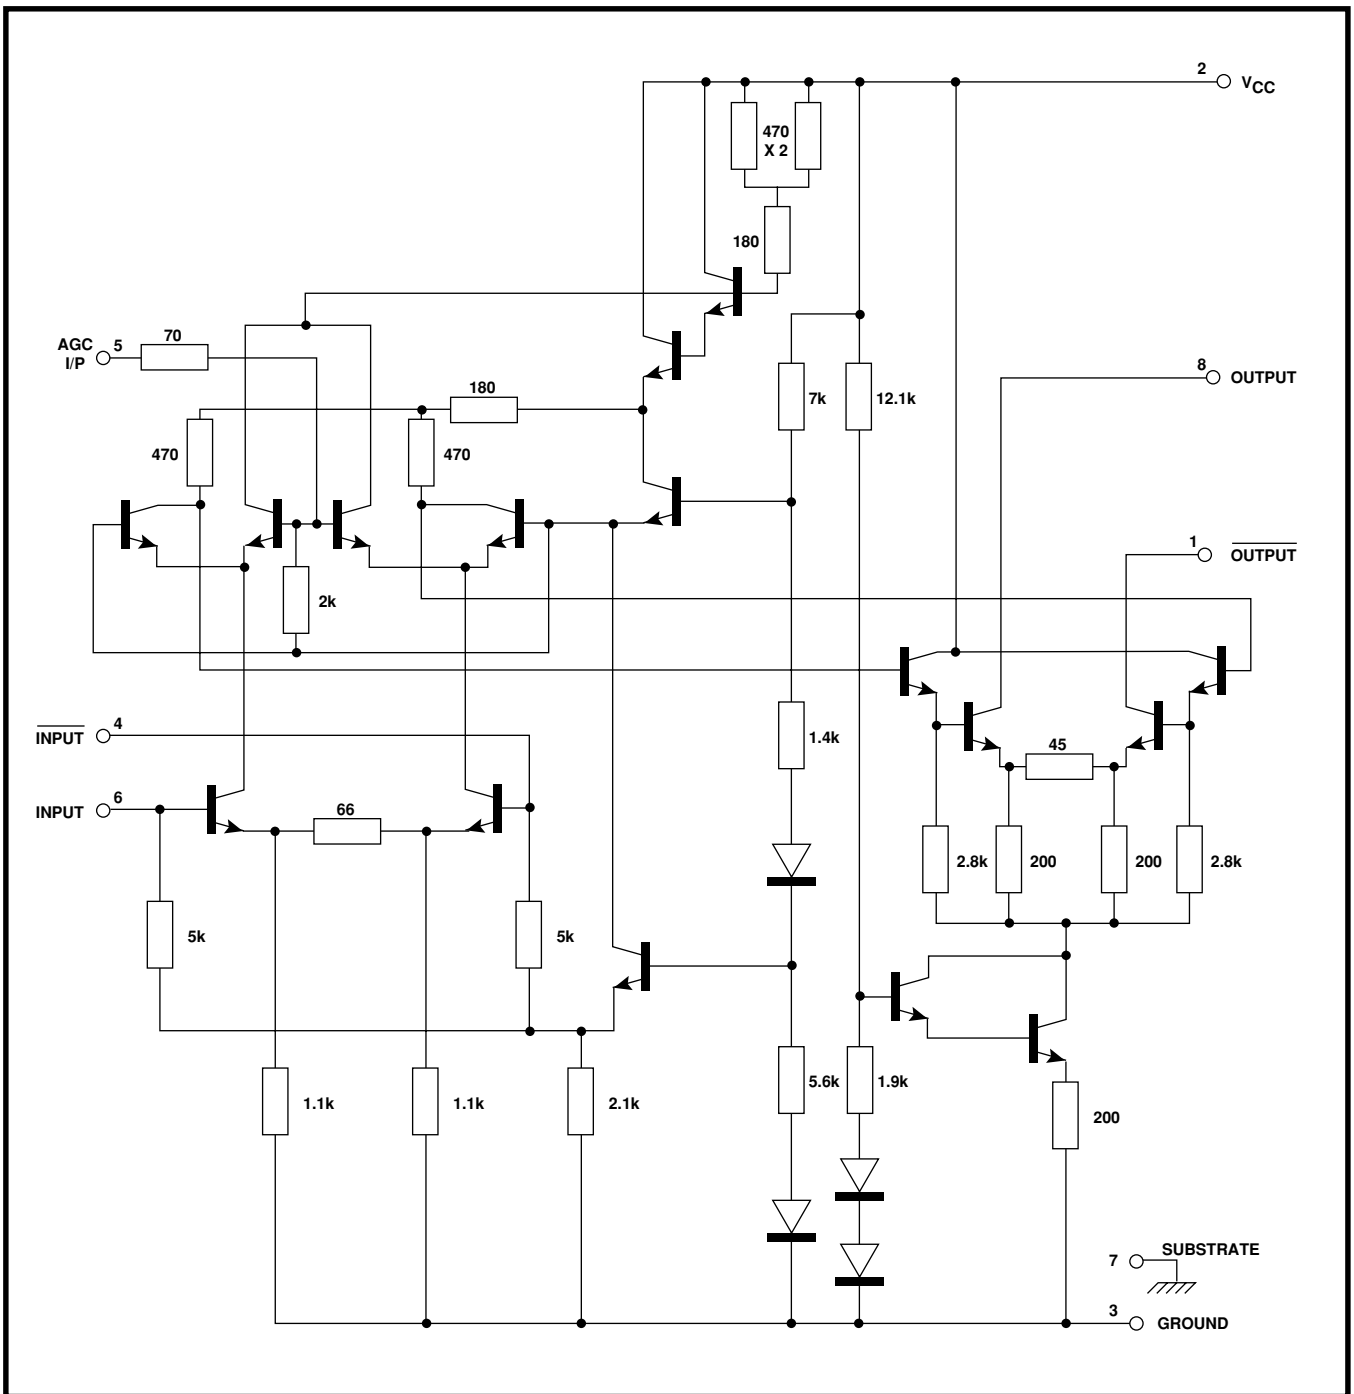 2
VCC
470
X 2
180
AGC
I/P
5
70
180
8
OUTPUT
7k
12.1k
470
470
1
OUTPUT
2k
INPUT
4
1.4k
45
INPUT
6
66
2.8k
200
200
2.8k
5k
5k
1.1k
1.1k
2.1k
5.6k
1.9k
200
7
SUBSTRATE
3
GROUND